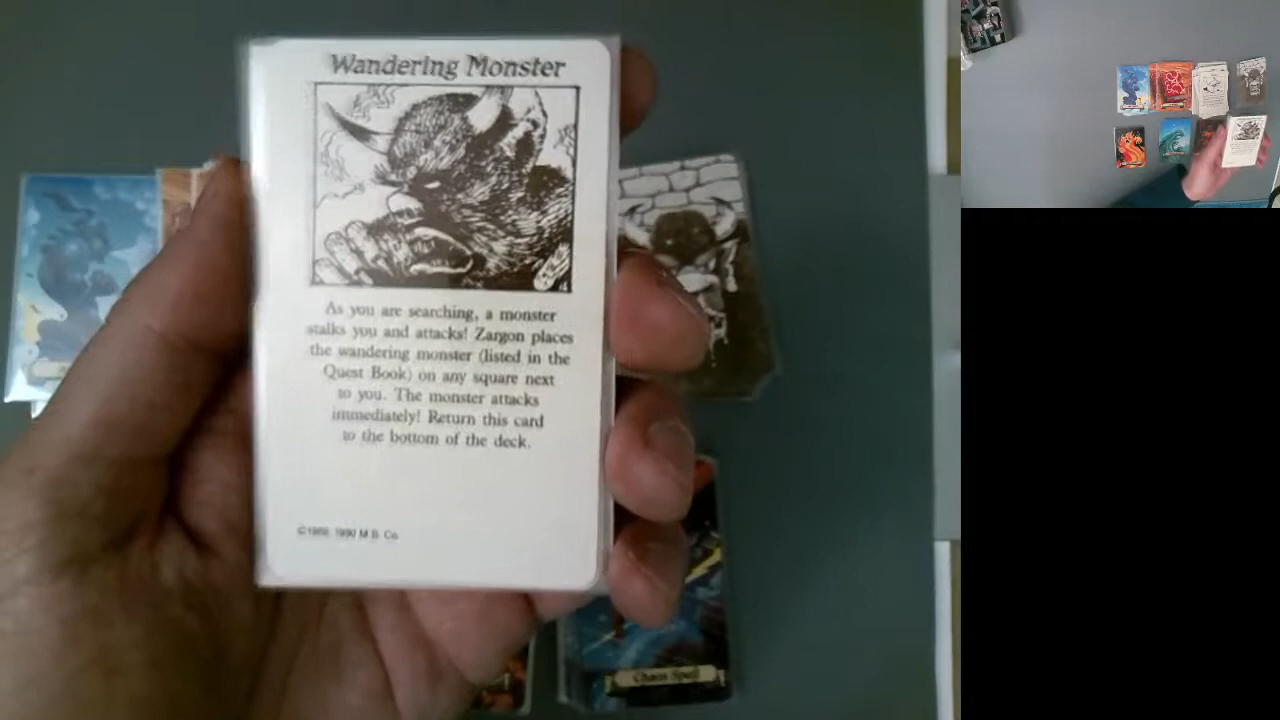 Wandering Monster
As you are searching, a monster
stalks you and attacks! Zargon places
the wandering monster (listed in the
Quest Book) on any square next
to you. The monster attacks
immediately! Return this card
to the bottom of the deck.
©1989, 1990 M.B. Co.
Chaos Spell